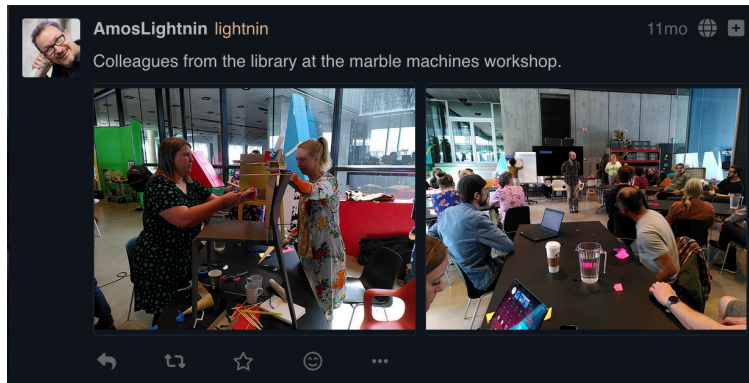 AmosLightnin lightnin 11mo
Colleagues from the library at the marble machines workshop.